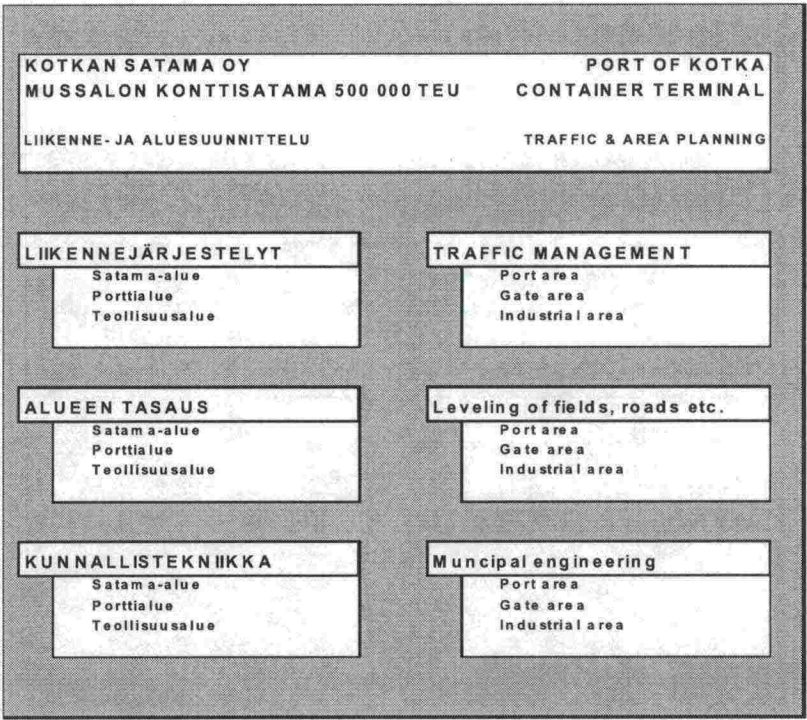 KOTKAN SATAMA OY
PORT OF KOTKA
MUSSALON KONTTISATAMA 500 000 TEU
CONTAINER TERMINAL
LIIKENNE- JA ALUESUUNNITTELU
TRAFFIC & AREA PLANNING
LIIKENNEJÄRJESTELYT
Satama-alue
Porttialue
Teollisuusalue
TRAFFIC MANAGEMENT
Port area
Gate area
Industrial area
ALUEEN TASAUS
Satama-alue
Porttialue
Teollisuusalue
Leveling of fields, roads etc.
Port area
Gate area
Industrial area
KUNNALLISTEKNIIKKA
Satama-alue
Porttialue
Teollisuusalue
Muncipal engineering
Port area
Gate area
Industrial area